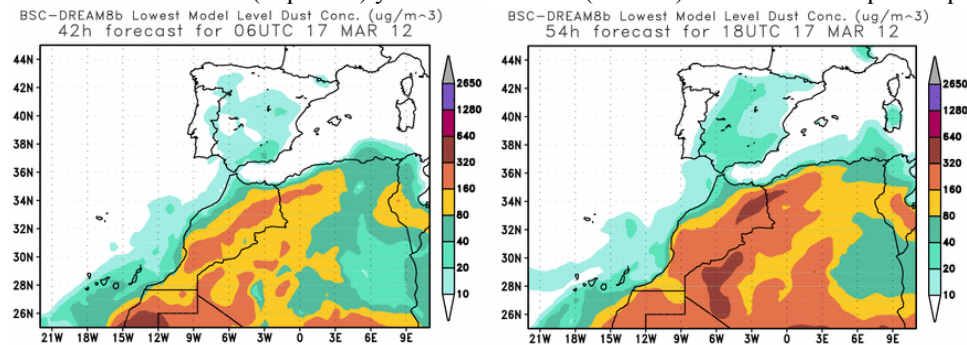 BSC-DREAM8b Lowest Model Level Dust Conc. (ug/m^3)
42h forecast for 06UTC 17 MAR 12
44N
42N
40N
38N
36N
34N
32N
30N
28N
26N
21W 18W 15W 12W 9W 6W 3W 0 3E 6E 9E
2650
1280
640
320
160
80
40
20
10
BSC-DREAM8b Lowest Model Level Dust Conc. (ug/m^3)
54h forecast for 18UTC 17 MAR 12
44N
42N
40N
38N
36N
34N
32N
30N
28N
26N
21W 18W 15W 12W 9W 6W 3W 0 3E 6E 9E
2650
1280
640
320
160
80
40
20
10